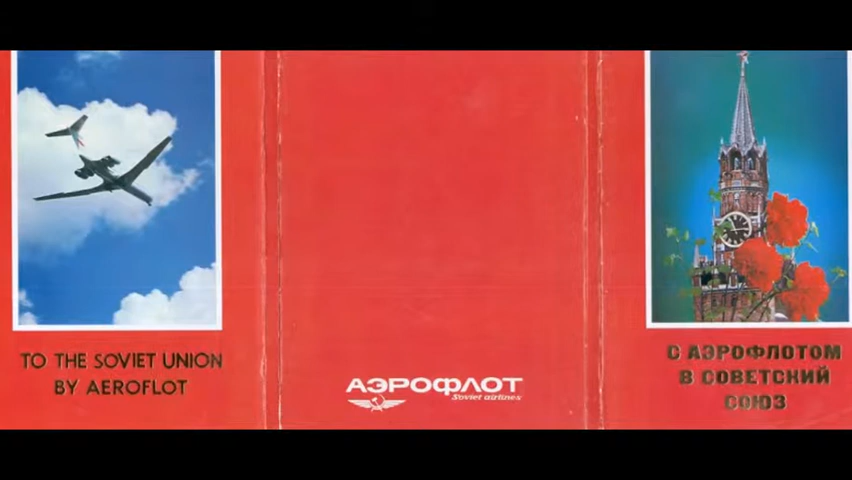 TO THE SOVIET UNION
BY AEROFLOT
АЭРОФЛОТ
Soviet airlines
С АЭРОФЛОТОМ
В СОВЕТСКИЙ
СОЮЗ